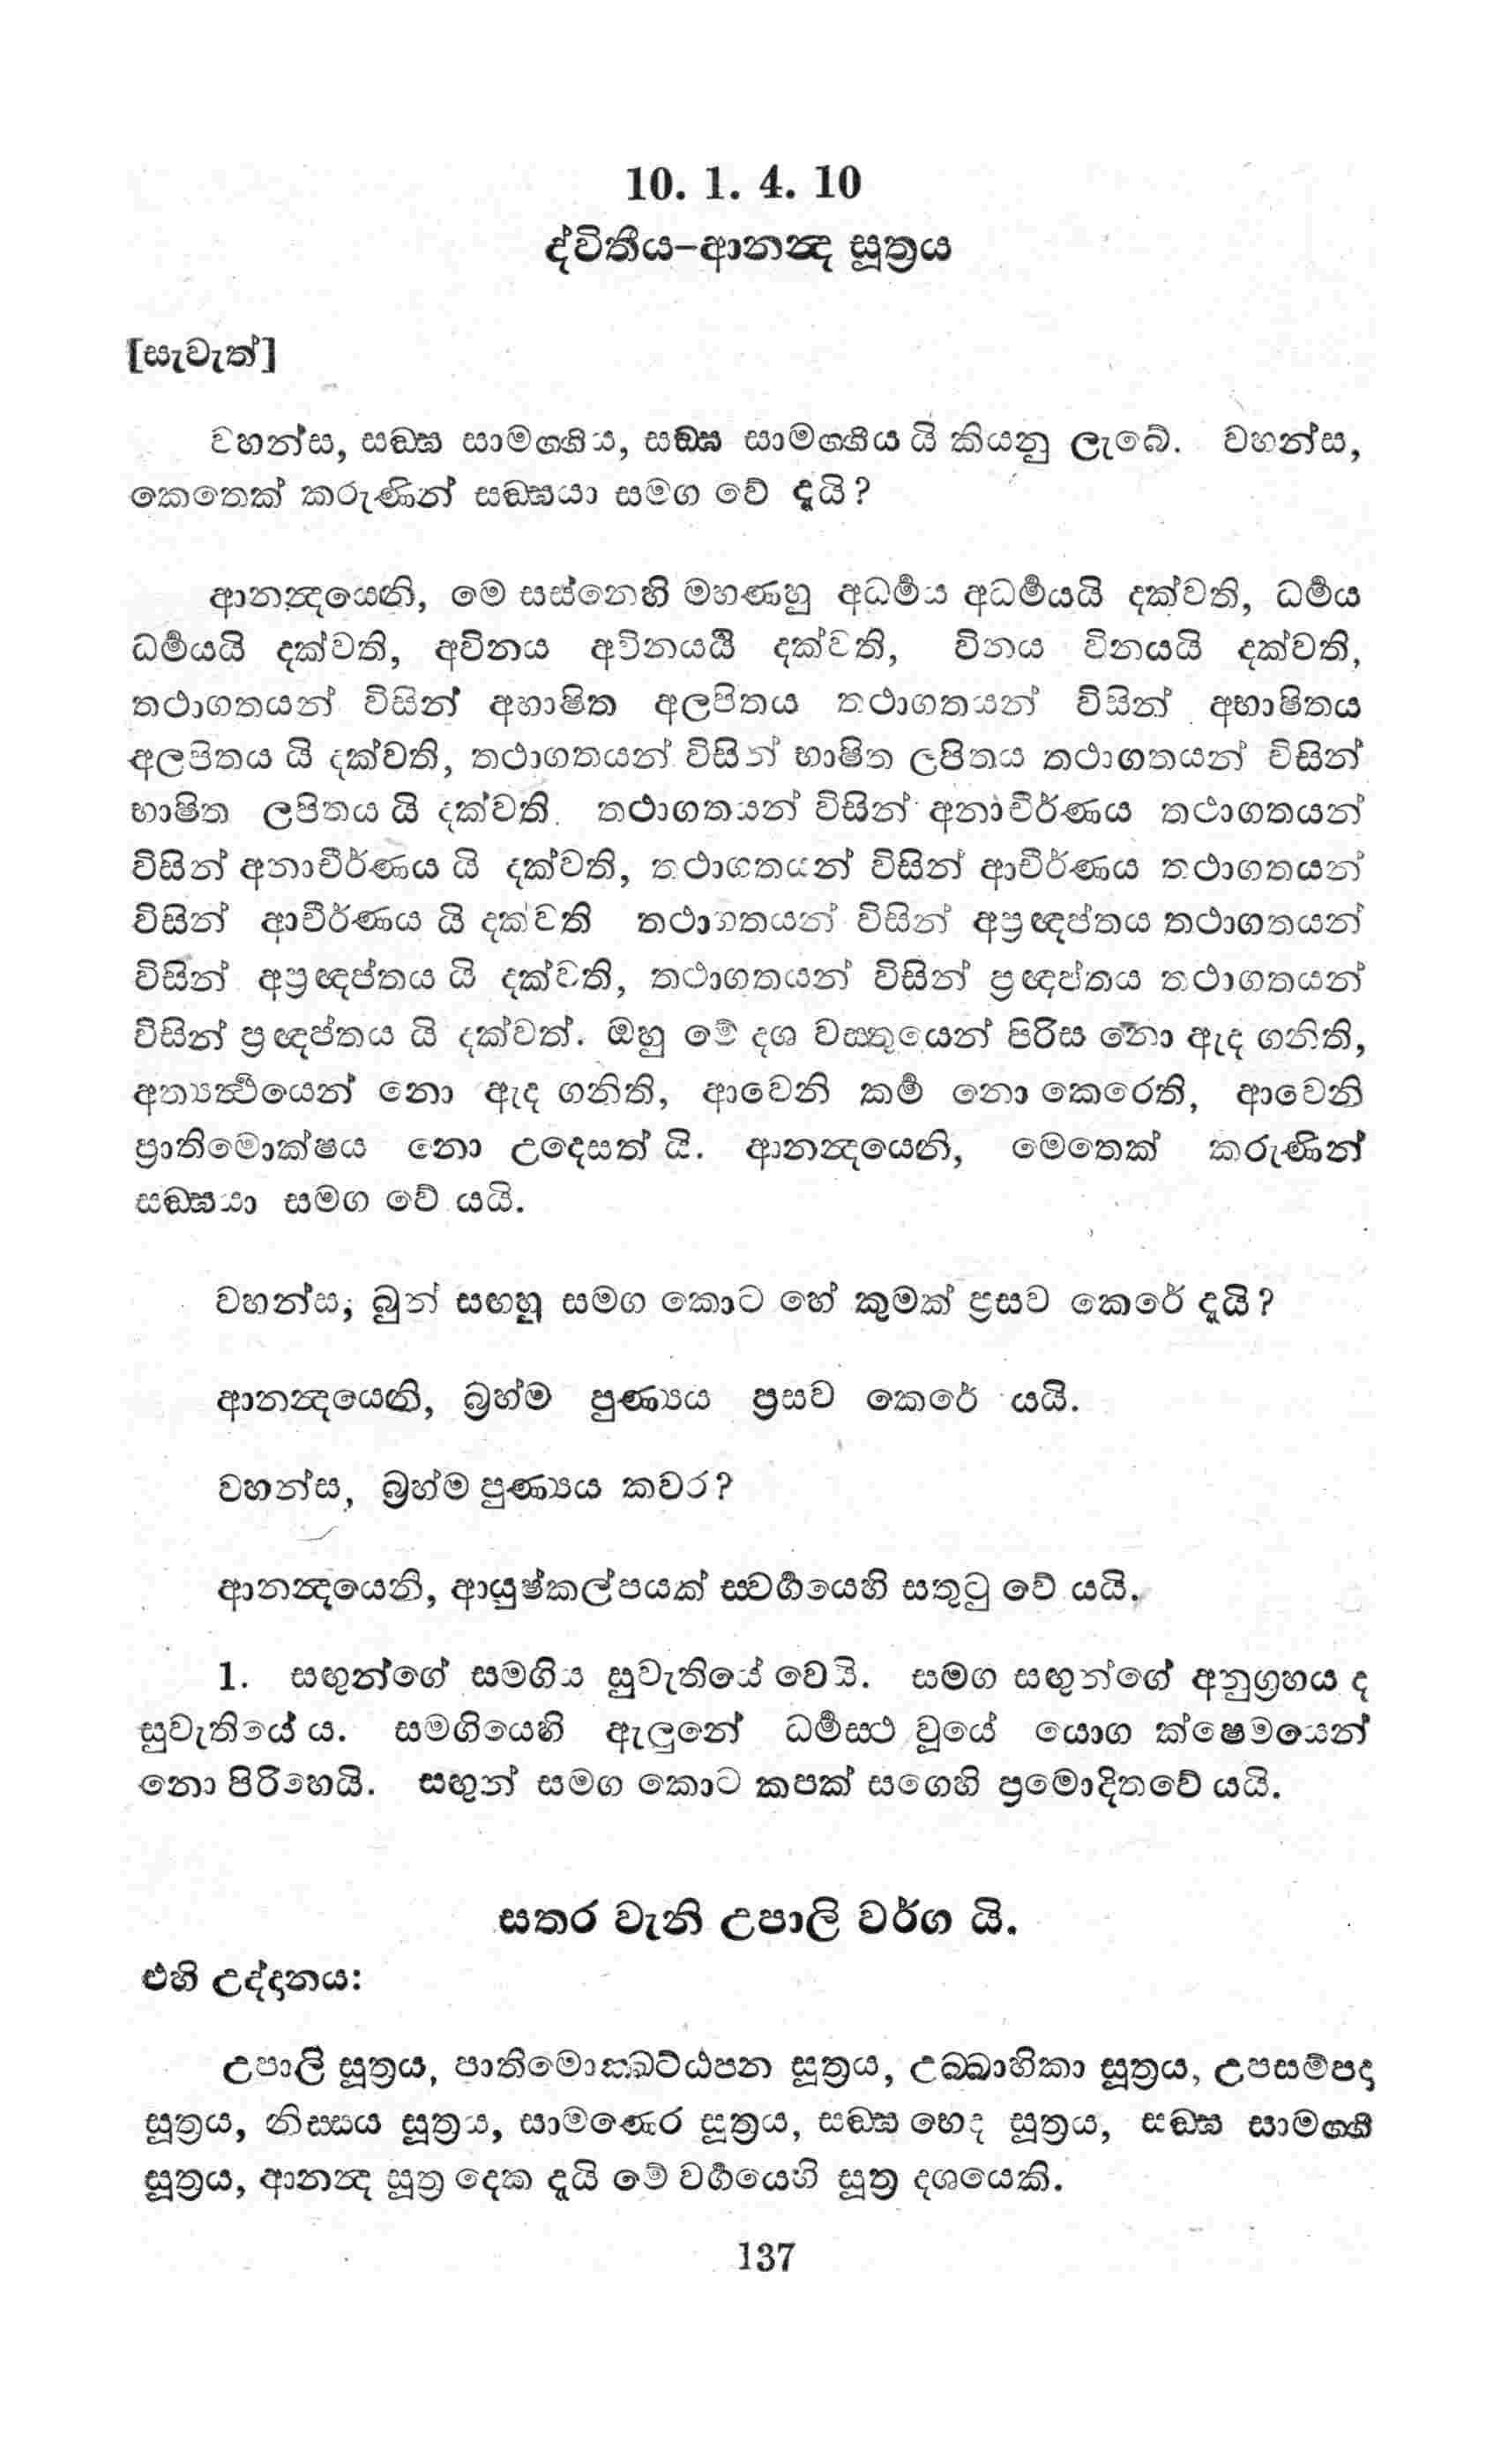 10. 1. 4. 10
ද්විතීය-ආනන්‍ද සූත්‍රය
[සැවැත්]
වහන්ස, සඞ්ඝ සාමග්ගිය, සඞ්ඝ සාමග්ගිය යි කියනු ලැබේ. වහන්ස,
කෙතෙක් කරුණින් සඞ්ඝයා සමග වේ දැයි?
ආනන්‍දයෙනි, මෙ සස්නෙහි මහණහු අධර්‍මය අධර්‍මයයි දක්වති, ධර්‍මය
ධර්‍මයයි දක්වති, අවිනය අවිනයයි දක්වති, විනය විනයයි දක්වති,
තථාගතයන් විසින් අභාෂිත අලපිතය තථාගතයන් විසින් අභාෂිතය
අලපිතය යි දක්වති, තථාගතයන් විසින් භාෂිත ලපිතය තථාගතයන් විසින්
භාෂිත ලපිතය යි දක්වති. තථාගතයන් විසින් අනාචීර්ණය තථාගතයන්
විසින් අනාචීර්ණය යි දක්වති, තථාගතයන් විසින් ආචීර්ණය තථාගතයන්
විසින් ආචීර්ණය යි දක්වති තථාගතයන් විසින් අප්‍රඥප්තය තථාගතයන්
විසින් අප්‍රඥප්තය යි දක්වති, තථාගතයන් විසින් ප්‍රඥප්තය තථාගතයන්
විසින් ප්‍රඥප්තය යි දක්වත්. ඔහු මේ දශ වස්තුයෙන් පිරිස නො ඇද ගනිති,
අත්‍යර්‍ත්‍ථයෙන් නො ඇද ගනිති, ආවෙනි කර්‍ම නො කෙරෙති, ආවෙනි
ප්‍රාතිමොක්ෂය නො උදෙසත් යි. ආනන්‍දයෙනි, මෙතෙක් කරුණින්
සඞ්ඝයා සමග වේ යයි.
වහන්ස, බුන් සඟහු සමග කොට හේ කුමක් ප්‍රසව කෙරේ දැයි?
ආනන්‍දයෙනි, බ්‍රහ්ම පුණ්‍යය ප්‍රසව කෙරේ යයි.
වහන්ස, බ්‍රහ්ම පුණ්‍යය කවර?
ආනන්‍දයෙනි, ආයුෂ්කල්පයක් ස්වර්‍ගයෙහි සතුටු වේ යයි.
1. සඟුන්ගේ සමගිය සුවැතියේ වෙයි. සමග සඟුන්ගේ අනුග්‍රහය ද
සුවැතියේ ය. සමගියෙහි ඇලුනේ ධර්‍මස්ථ වූයේ යොග ක්ෂෙමයෙන්
නො පිරිහෙයි. සඟුන් සමග කොට කපක් සගෙහි ප්‍රමොදිතවේ යයි.
සතර වැනි උපාලි වර්ග යි.
එහි උද්දානය:
උපාලි සූත්‍රය, පාතිමොක්ඛට්ඨපන සූත්‍රය, උබ්බාහිකා සූත්‍රය, උපසම්පදා
සූත්‍රය, නිස්සය සූත්‍රය, සාමණෙර සූත්‍රය, සඞ්ඝ භෙද සූත්‍රය, සඞ්ඝ සාමග්ගී
සූත්‍රය, ආනන්‍ද සූත්‍ර දෙක දැයි මේ වර්‍ගයෙහි සූත්‍ර දශයෙකි.
137